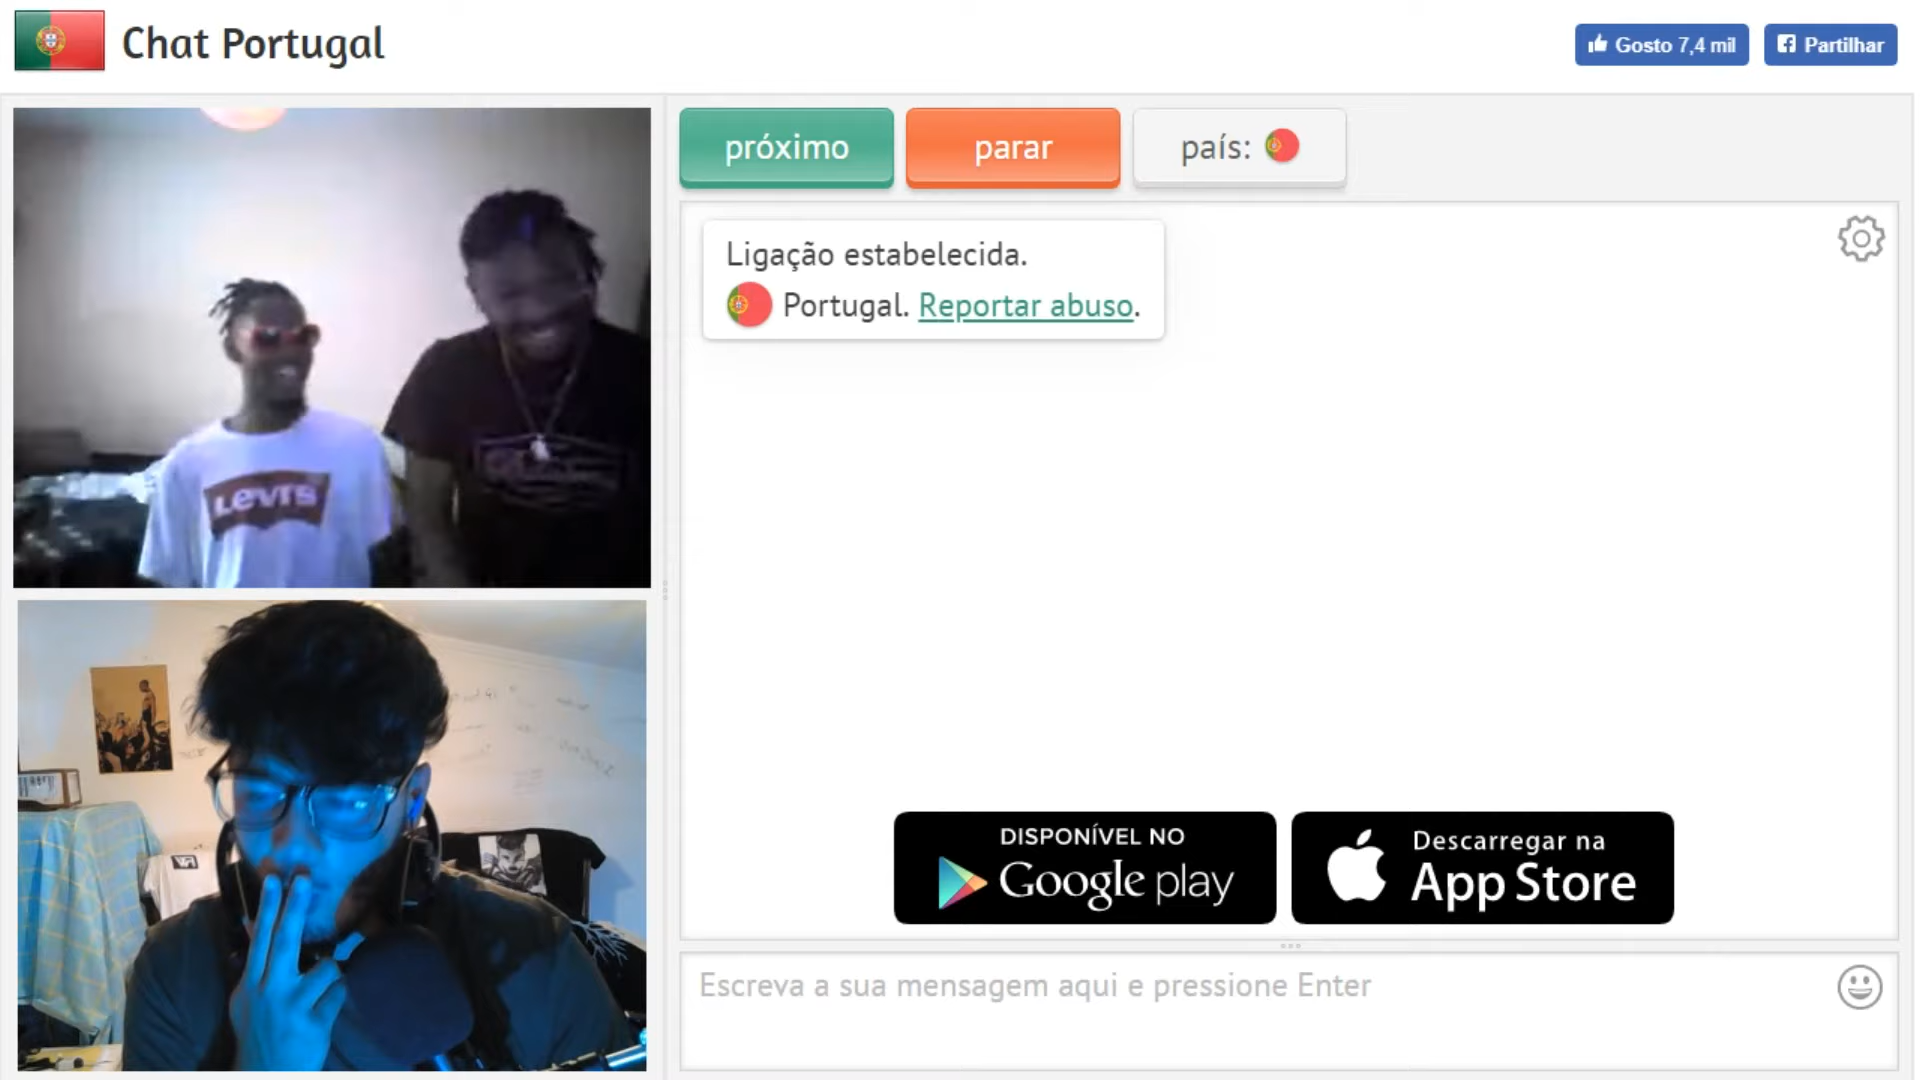 Chat Portugal
Gosto 7,4 mil
Partilhar
próximo
parar
país:
Ligação estabelecida.
Portugal. Reportar abuso.
Levi's
DISPONÍVEL NO
Google play
Descarregar na
App Store
Escreva a sua mensagem aqui e pressione Enter